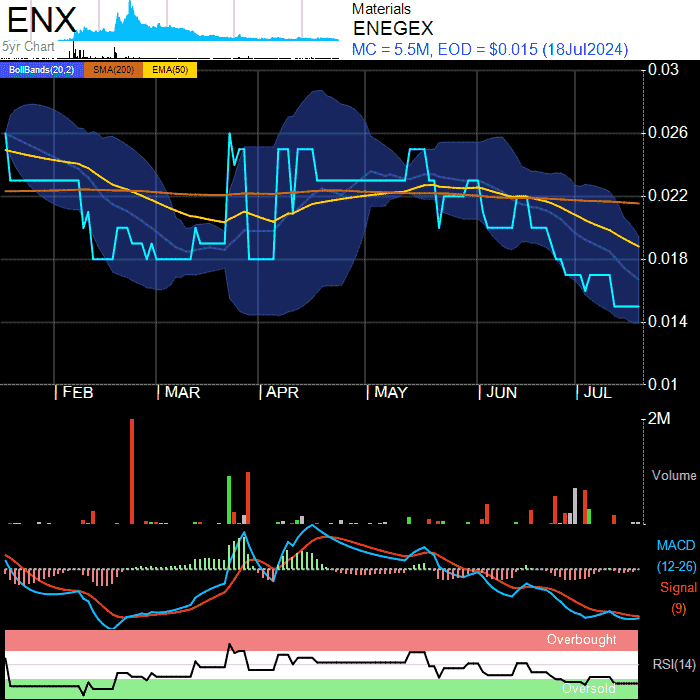 ENX
5yr Chart
Materials
ENEGEX
MC = 5.5M, EOD = $0.015 (18Jul2024)
BollBands(20,2) SMA(200) EMA(50)
0.03
0.026
0.022
0.018
0.014
0.01
FEB MAR APR MAY JUN JUL
2M
Volume
MACD
(12-26)
Signal
(9)
Overbought
RSI(14)
Oversold